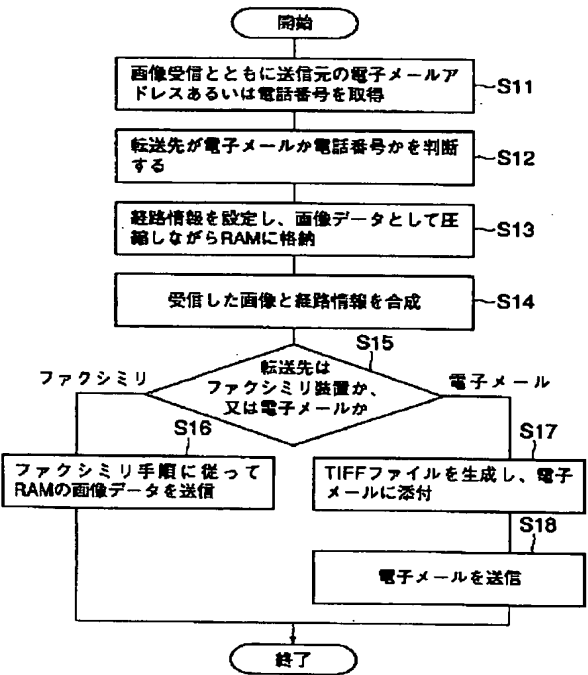 開始
画像受信とともに送信元の電子メールア
ドレスあるいは電話番号を取得
S11
転送先が電子メールか電話番号かを判断
する
S12
経路情報を設定し、画像データとして圧
縮しながらRAMに格納
S13
受信した画像と経路情報を合成
S14
S15
転送先は
ファクシミリ装置か、
又は電子メールか
ファクシミリ
電子メール
S16
ファクシミリ手順に従って
RAMの画像データを送信
S17
TIFFファイルを生成し、電子
メールに添付
S18
電子メールを送信
終了